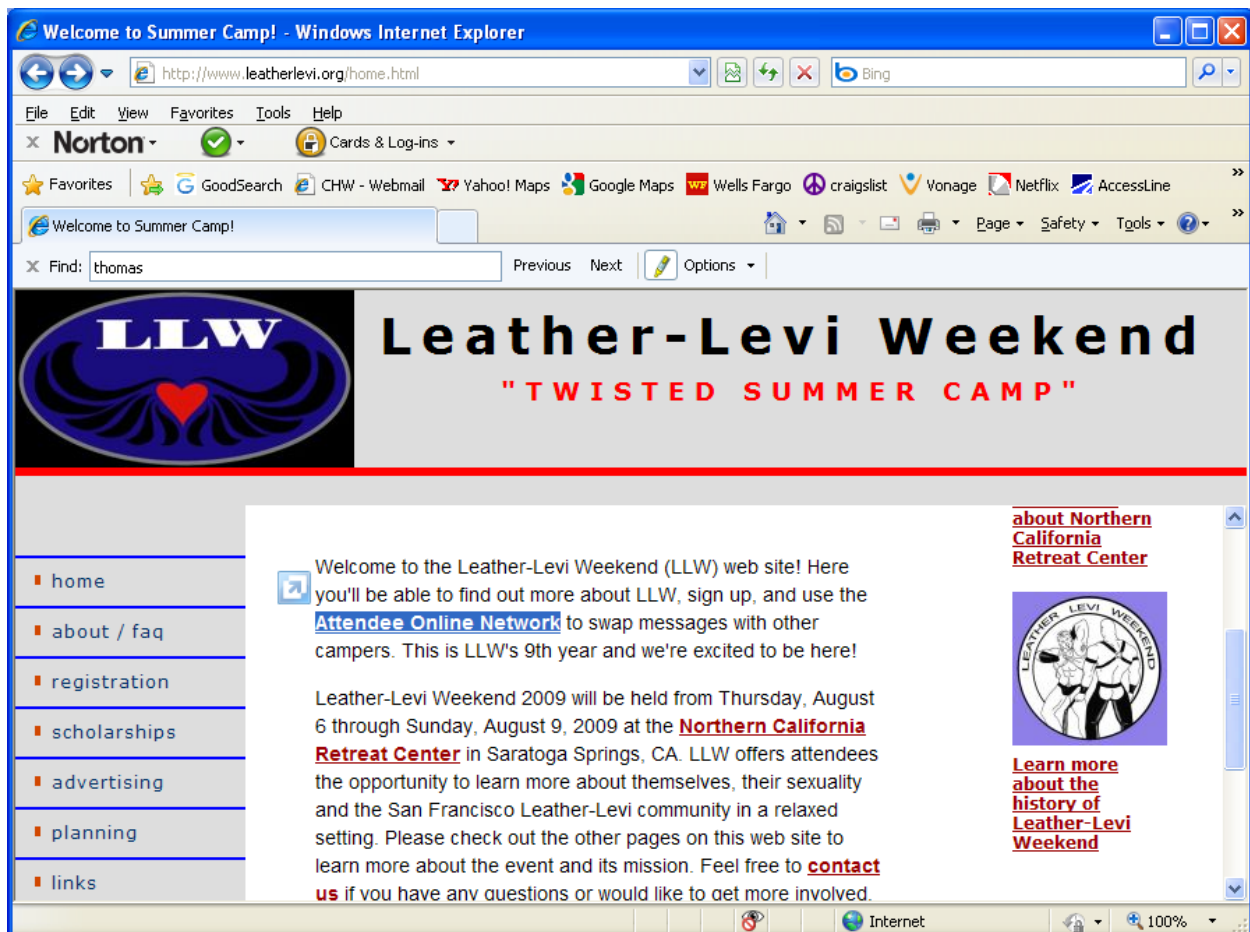 Welcome to Summer Camp! - Windows Internet Explorer
http://www.leatherlevi.org/home.html
Bing
File Edit View Favorites Tools Help
x Norton Cards & Log-ins
Favorites GoodSearch CHW - Webmail Yahoo! Maps Google Maps WF Wells Fargo craigslist Vonage Netflix AccessLine »
Welcome to Summer Camp! Page Safety Tools »
X Find: thomas Previous Next Options
LLW
Leather-Levi Weekend
"TWISTED SUMMER CAMP"
home
about / faq
registration
scholarships
advertising
planning
links
Welcome to the Leather-Levi Weekend (LLW) web site! Here
you'll be able to find out more about LLW, sign up, and use the
Attendee Online Network to swap messages with other
campers. This is LLW's 9th year and we're excited to be here!
Leather-Levi Weekend 2009 will be held from Thursday, August
6 through Sunday, August 9, 2009 at the Northern California
Retreat Center in Saratoga Springs, CA. LLW offers attendees
the opportunity to learn more about themselves, their sexuality
and the San Francisco Leather-Levi community in a relaxed
setting. Please check out the other pages on this web site to
learn more about the event and its mission. Feel free to contact
us if you have any questions or would like to get more involved.
about Northern
California
Retreat Center
LEATHER LEVI WEEKEND
Learn more
about the
history of
Leather-Levi
Weekend
Internet 100%